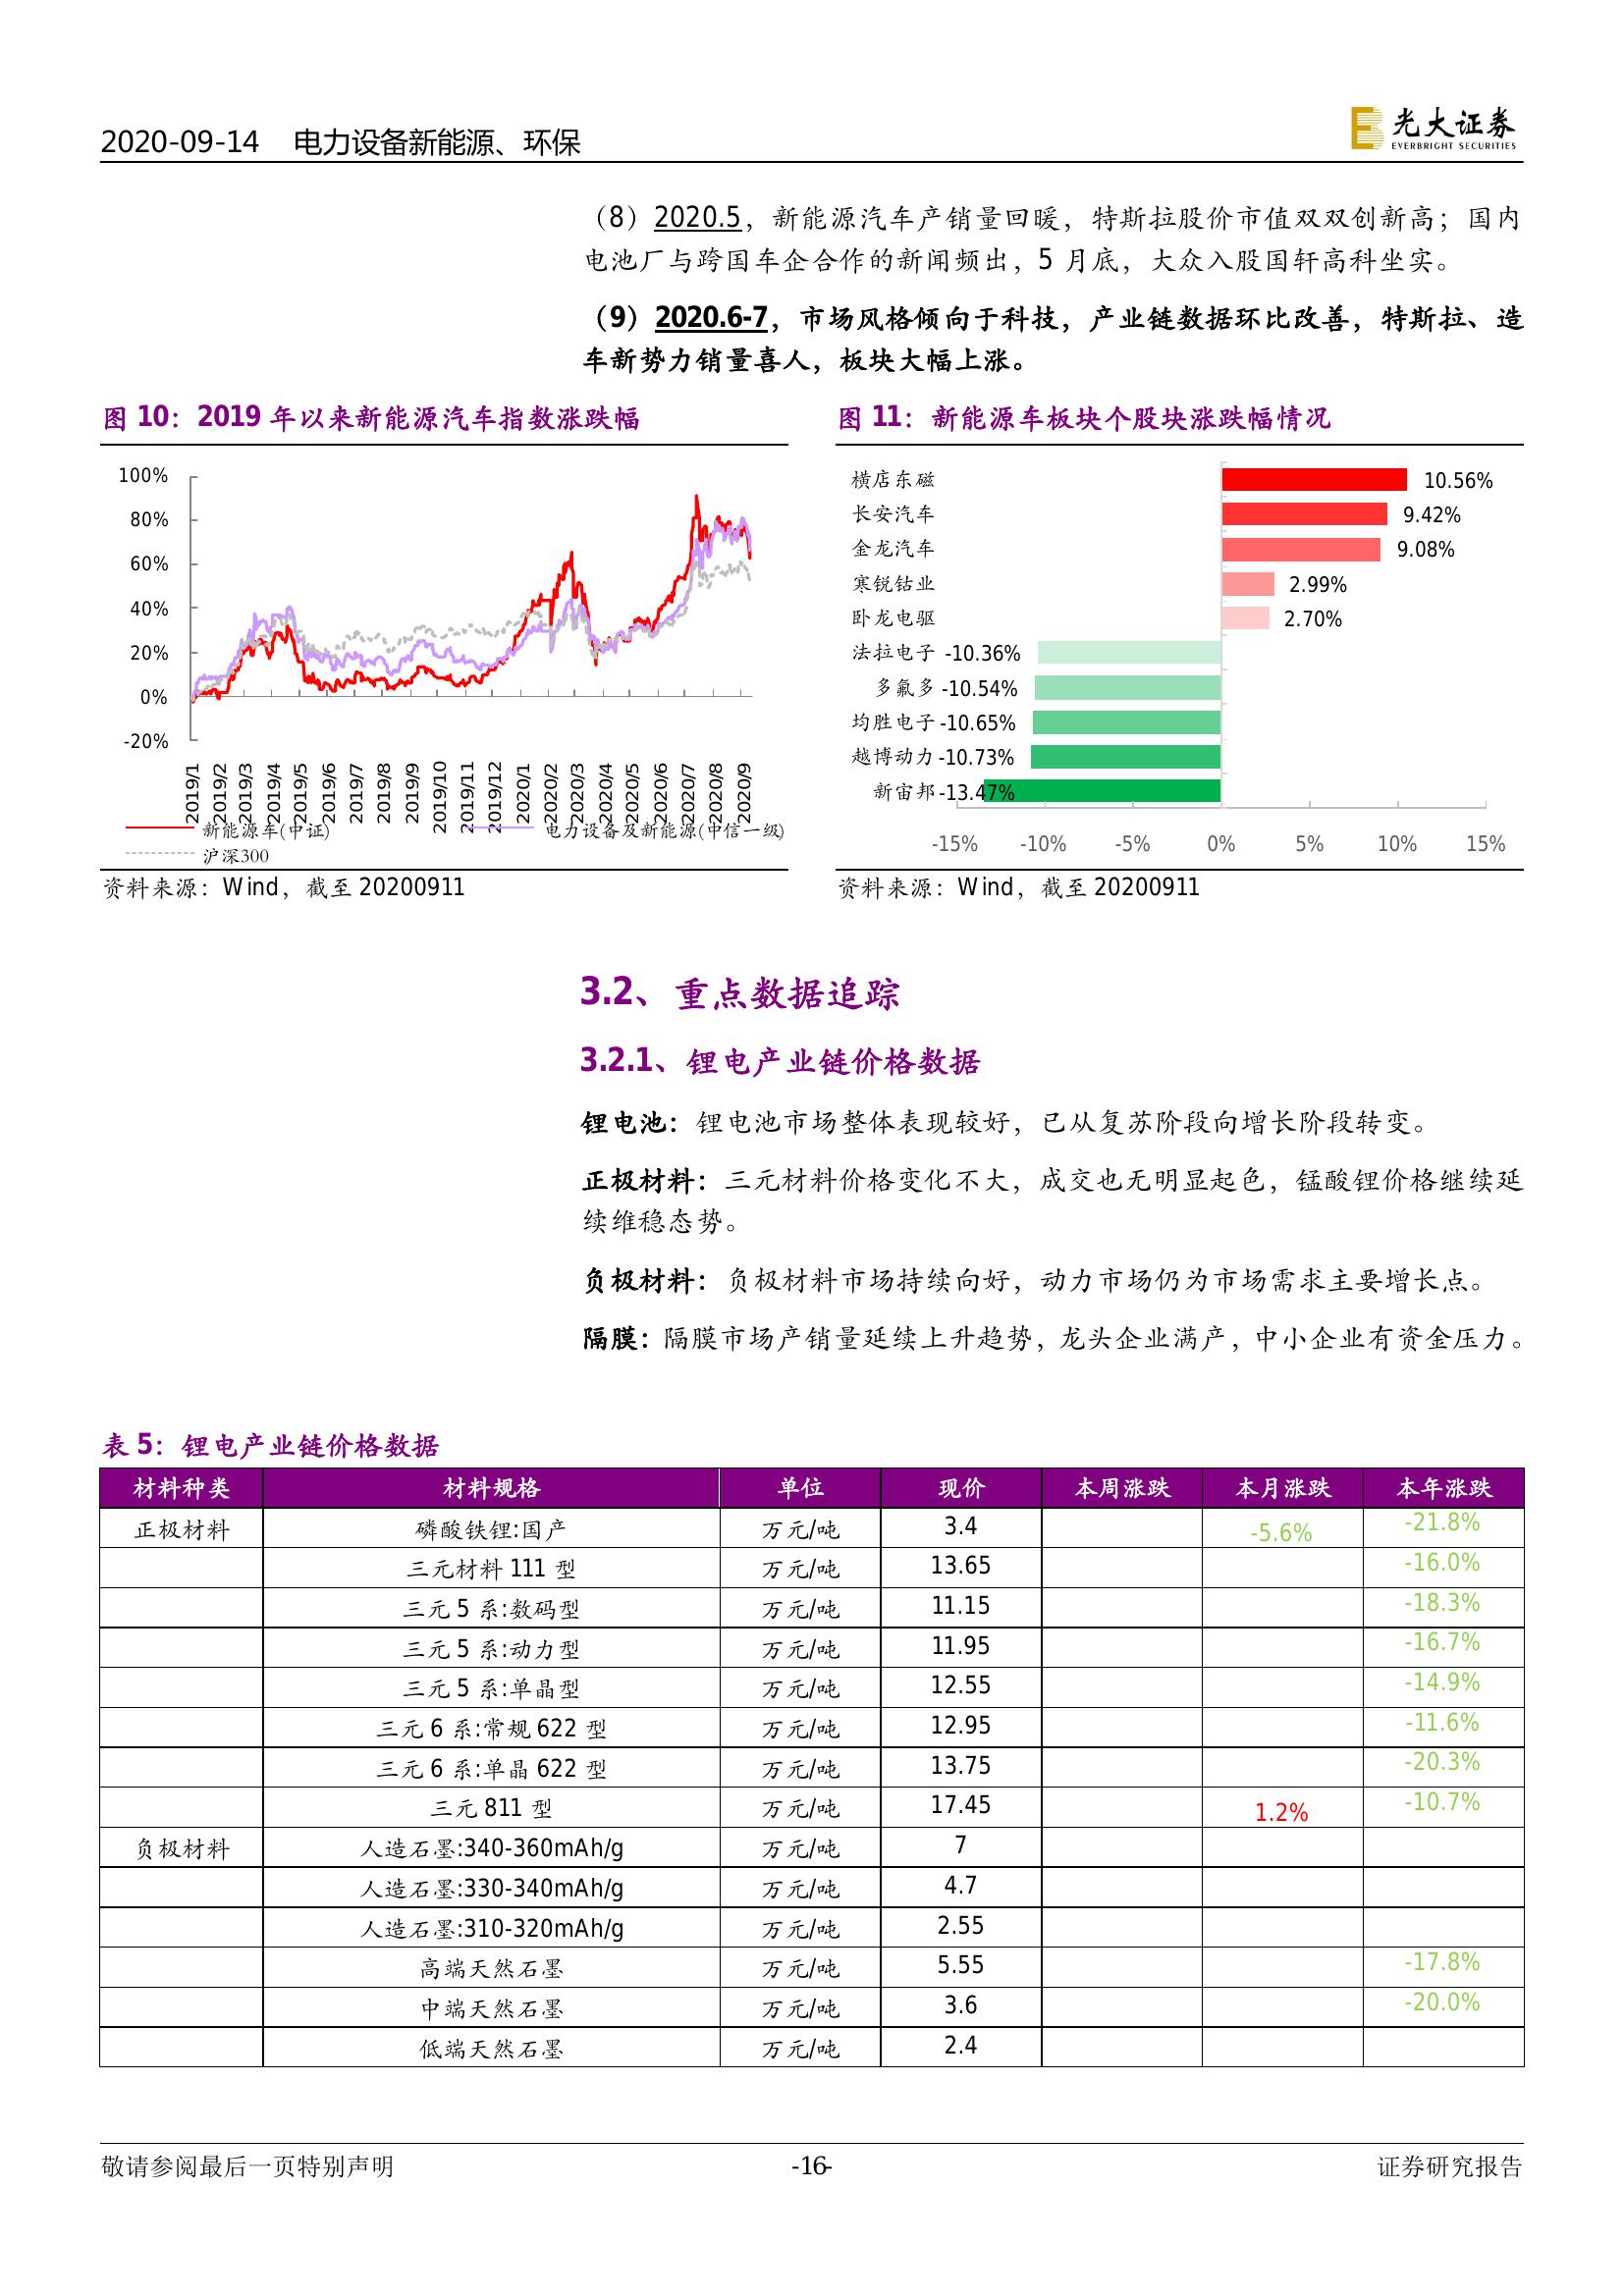 2020-09-14 电力设备新能源、环保
光大证券
EVERBRIGHT SECURITIES
（8）2020.5，新能源汽车产销量回暖，特斯拉股价市值双双创新高；国内
电池厂与跨国车企合作的新闻频出，5 月底，大众入股国轩高科坐实。
（9）2020.6-7，市场风格倾向于科技，产业链数据环比改善，特斯拉、造
车新势力销量喜人，板块大幅上涨。
图 10：2019 年以来新能源汽车指数涨跌幅
100%
80%
60%
40%
20%
0%
-20%
2019/1 2019/2 2019/3 2019/4 2019/5 2019/6 2019/7 2019/8 2019/9 2019/10 2019/11 2019/12 2020/1 2020/2 2020/3 2020/4 2020/5 2020/6 2020/7 2020/8 2020/9
新能源车(中证) 电力设备及新能源(中信一级)
沪深300
资料来源：Wind，截至 20200911
图 11：新能源车板块个股块涨跌幅情况
横店东磁 10.56%
长安汽车 9.42%
金龙汽车 9.08%
寒锐钴业 2.99%
卧龙电驱 2.70%
法拉电子 -10.36%
多氟多 -10.54%
均胜电子 -10.65%
越博动力 -10.73%
新宙邦 -13.47%
-15% -10% -5% 0% 5% 10% 15%
资料来源：Wind，截至 20200911
3.2、重点数据追踪
3.2.1、锂电产业链价格数据
锂电池：锂电池市场整体表现较好，已从复苏阶段向增长阶段转变。
正极材料：三元材料价格变化不大，成交也无明显起色，锰酸锂价格继续延
续维稳态势。
负极材料：负极材料市场持续向好，动力市场仍为市场需求主要增长点。
隔膜：隔膜市场产销量延续上升趋势，龙头企业满产，中小企业有资金压力。
表 5：锂电产业链价格数据
材料种类 材料规格 单位 现价 本周涨跌 本月涨跌 本年涨跌
正极材料 磷酸铁锂:国产 万元/吨 3.4 -5.6% -21.8%
三元材料 111 型 万元/吨 13.65 -16.0%
三元 5 系:数码型 万元/吨 11.15 -18.3%
三元 5 系:动力型 万元/吨 11.95 -16.7%
三元 5 系:单晶型 万元/吨 12.55 -14.9%
三元 6 系:常规 622 型 万元/吨 12.95 -11.6%
三元 6 系:单晶 622 型 万元/吨 13.75 -20.3%
三元 811 型 万元/吨 17.45 1.2% -10.7%
负极材料 人造石墨:340-360mAh/g 万元/吨 7
人造石墨:330-340mAh/g 万元/吨 4.7
人造石墨:310-320mAh/g 万元/吨 2.55
高端天然石墨 万元/吨 5.55 -17.8%
中端天然石墨 万元/吨 3.6 -20.0%
低端天然石墨 万元/吨 2.4
敬请参阅最后一页特别声明 -16- 证券研究报告